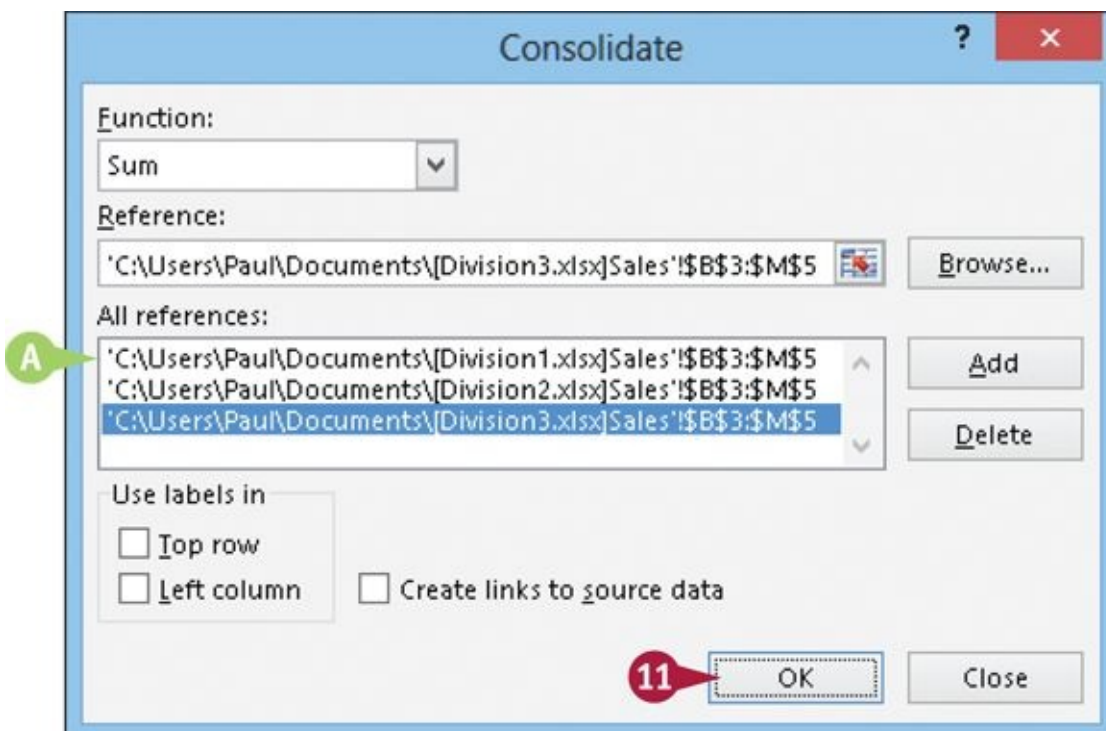 Consolidate
?
×
Function:
Sum
Reference:
'C:\Users\Paul\Documents\[Division3.xlsx]Sales'!$B$3:$M$5
Browse...
All references:
A
'C:\Users\Paul\Documents\[Division1.xlsx]Sales'!$B$3:$M$5
'C:\Users\Paul\Documents\[Division2.xlsx]Sales'!$B$3:$M$5
'C:\Users\Paul\Documents\[Division3.xlsx]Sales'!$B$3:$M$5
Add
Delete
Use labels in
Top row
Left column
Create links to source data
11
OK
Close